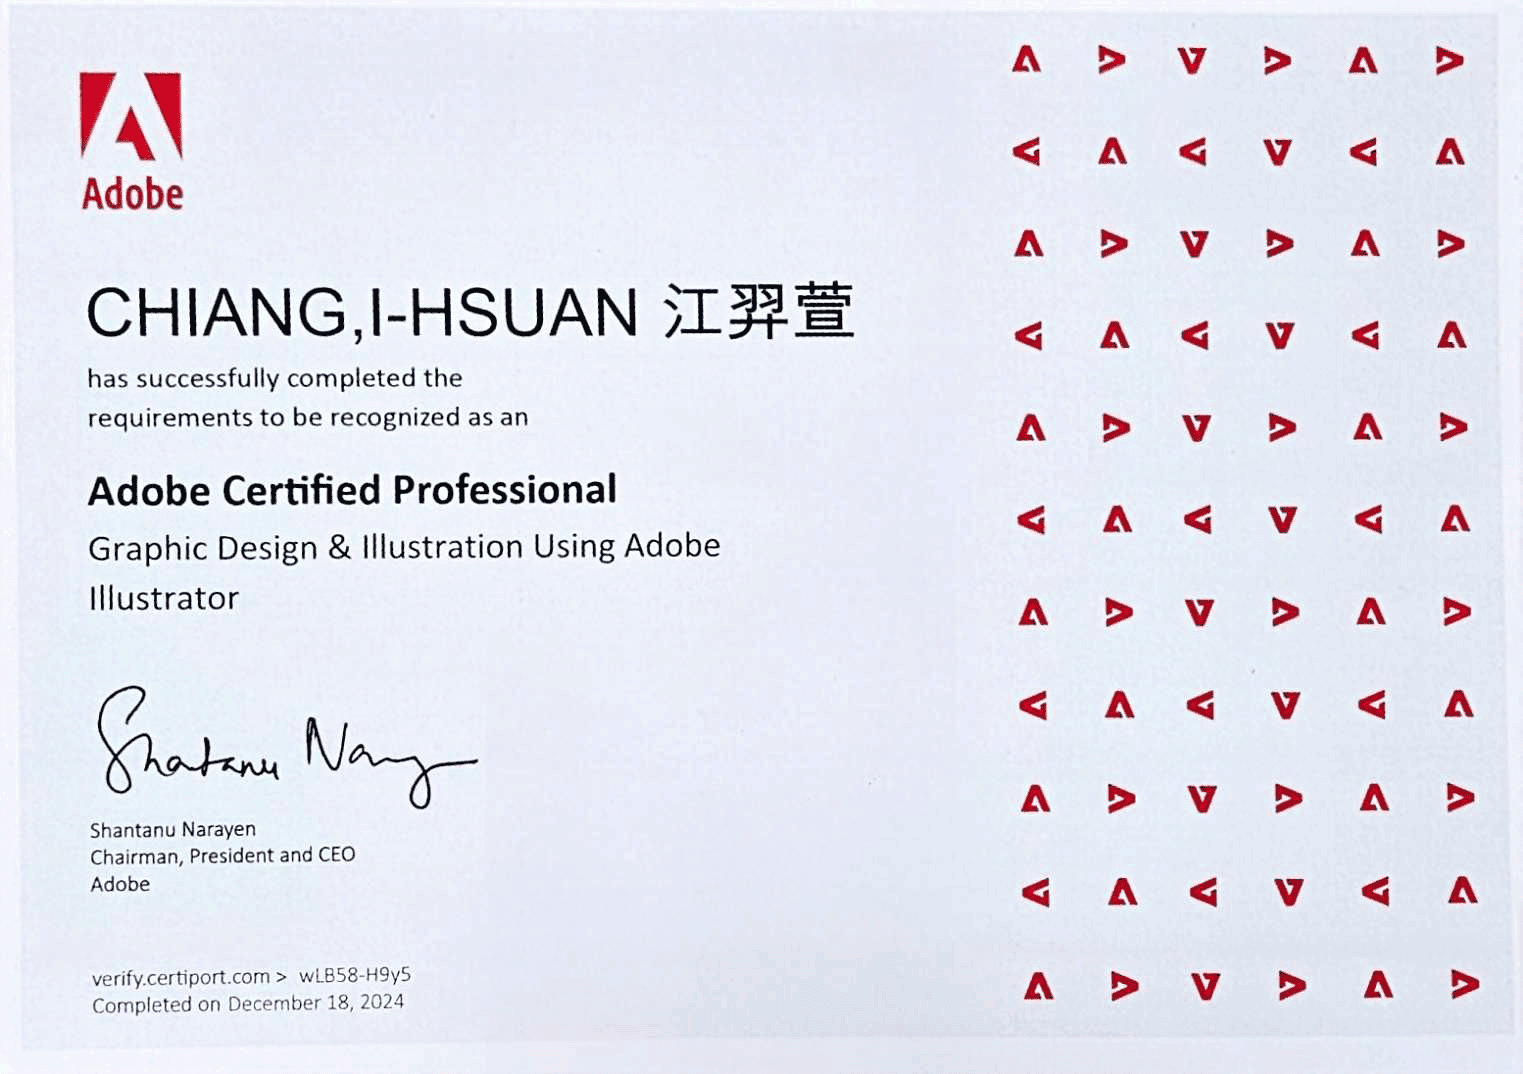 Adobe
CHIANG,I-HSUAN 江羿萱
has successfully completed the
requirements to be recognized as an
Adobe Certified Professional
Graphic Design & Illustration Using Adobe
Illustrator
Shantanu Narayen
Shantanu Narayen
Chairman, President and CEO
Adobe
verify.certiport.com > wLB58-H9y5
Completed on December 18, 2024